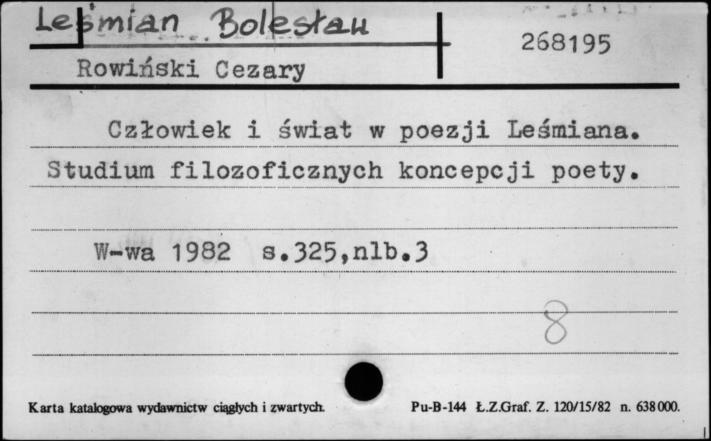 Leśmian Bolesław
268195
Rowiński Cezary
Człowiek i świat w poezji Leśmiana.
Studium filozoficznych koncepcji poety.
W-wa 1982 s.325,nlb.3
8
Karta katalogowa wydawnictw ciągłych i zwartych.
Pu-B-144 Ł.Z.Graf. Z. 120/15/82 n. 638000.